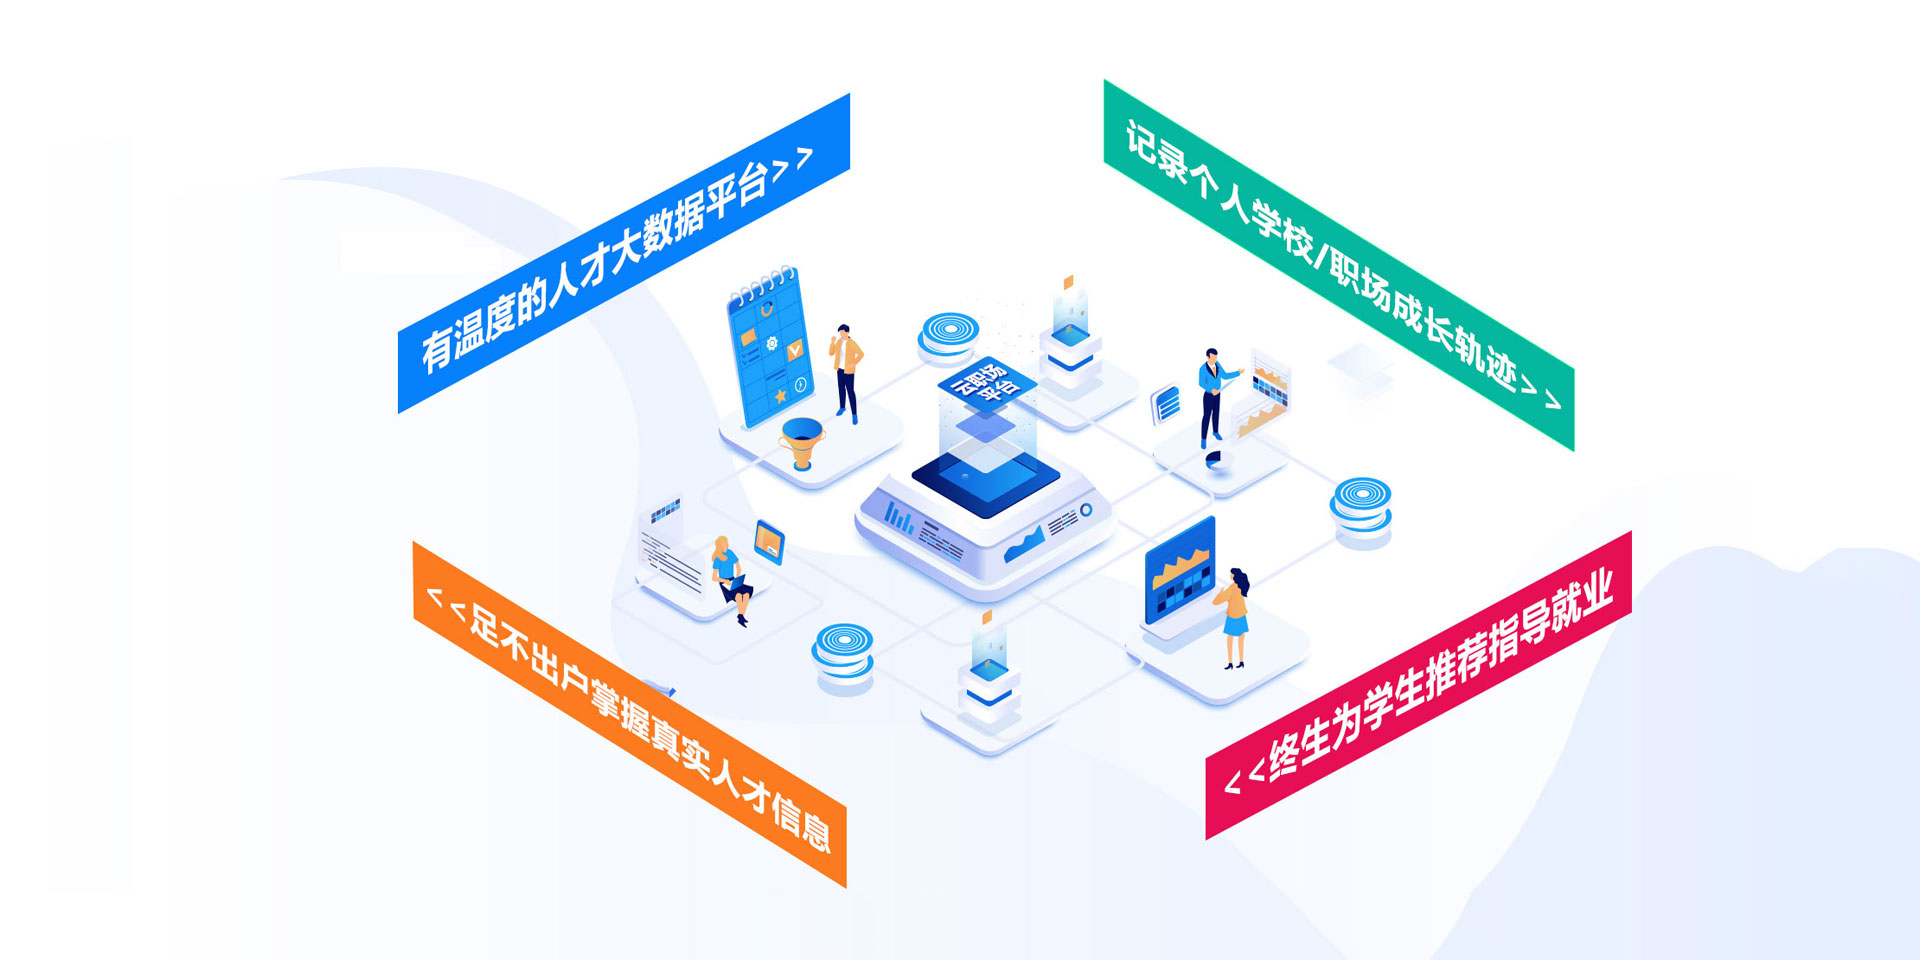 有温度的人才大数据平台>>
记录个人学校/职场成长轨迹>>
云职场
平台
<<足不出户掌握真实人才信息
<<终生为学生推荐指导就业